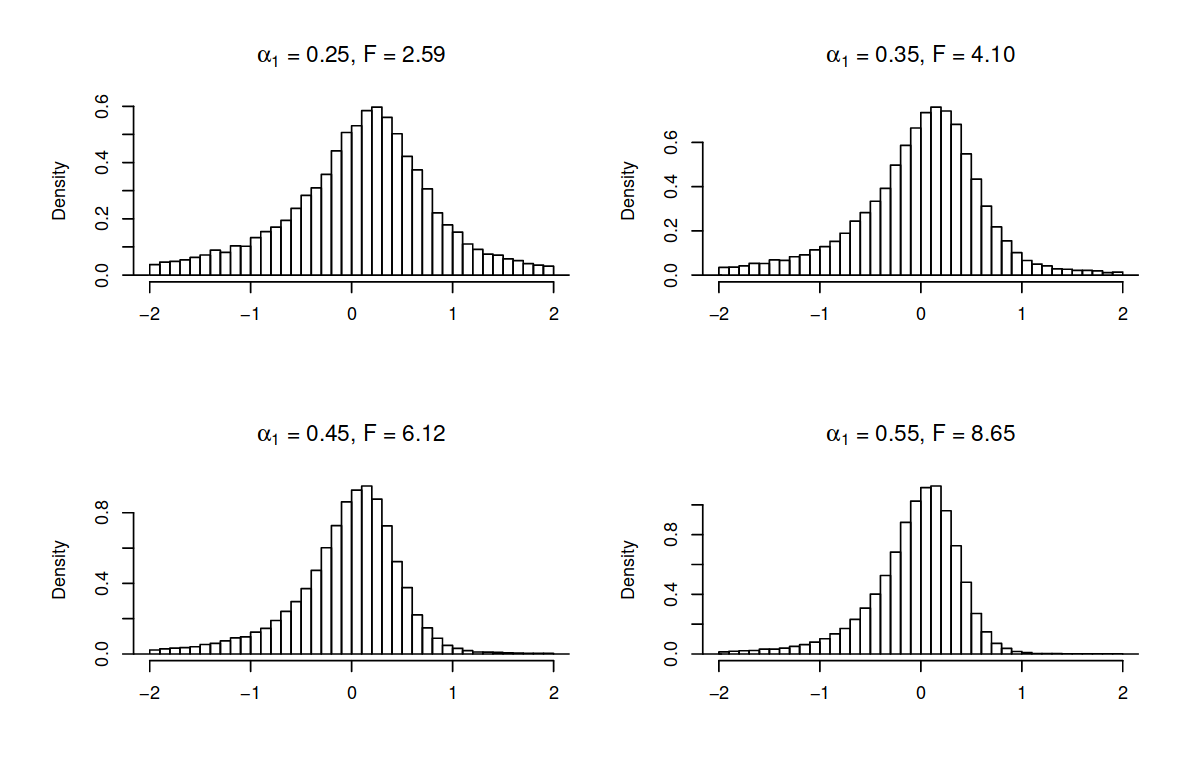 α₁ = 0.25, F = 2.59
Density
0.0 0.2 0.4 0.6
−2 −1 0 1 2
α₁ = 0.35, F = 4.10
Density
0.0 0.2 0.4 0.6
−2 −1 0 1 2
α₁ = 0.45, F = 6.12
Density
0.0 0.4 0.8
−2 −1 0 1 2
α₁ = 0.55, F = 8.65
Density
0.0 0.4 0.8
−2 −1 0 1 2